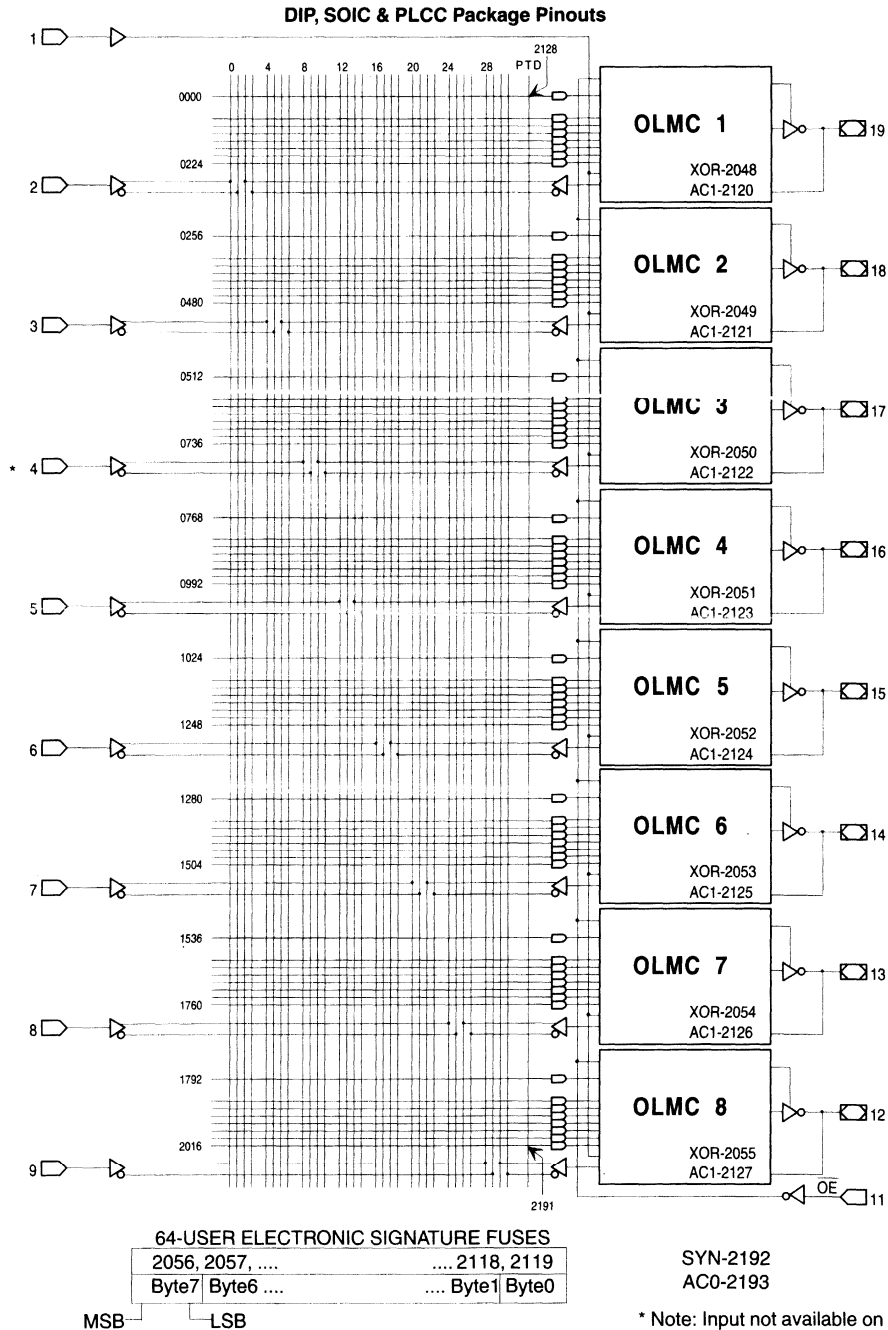 DIP, SOIC & PLCC Package Pinouts
1
2128
0 4 8 12 16 20 24 28 PTD
0000
OLMC 1
19
0224
XOR-2048
2
AC1-2120
0256
OLMC 2
18
0480
XOR-2049
3
AC1-2121
0512
OLMC 3
17
0736
XOR-2050
* 4
AC1-2122
0768
OLMC 4
16
0992
XOR-2051
5
AC1-2123
1024
OLMC 5
15
1248
XOR-2052
6
AC1-2124
1280
OLMC 6
14
1504
XOR-2053
7
AC1-2125
1536
OLMC 7
13
1760
XOR-2054
8
AC1-2126
1792
OLMC 8
12
2016
XOR-2055
9
AC1-2127
OE 11
2191
64-USER ELECTRONIC SIGNATURE FUSES
2056, 2057, .... .... 2118, 2119
Byte7 Byte6 .... .... Byte1 Byte0
MSB LSB
SYN-2192
AC0-2193
* Note: Input not available on